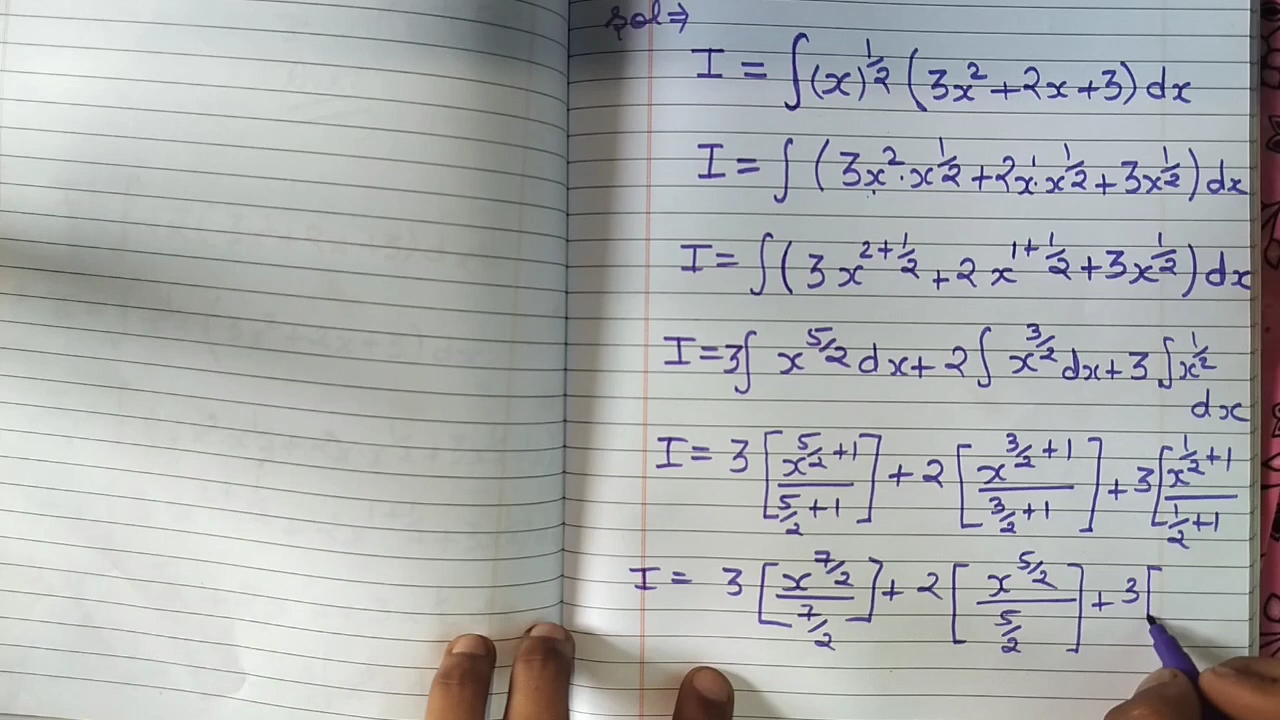 Sol ⇒
I = ∫(x)^{1/2} (3x^2 + 2x + 3) dx
I = ∫ (3x^2 · x^{1/2} + 2x^1 · x^{1/2} + 3x^{1/2}) dx
I = ∫ (3x^{2+1/2} + 2x^{1+1/2} + 3x^{1/2}) dx
I = 3∫ x^{5/2} dx + 2∫ x^{3/2} dx + 3∫x^{1/2}
dx
I = 3 [x^{5/2+1} / (5/2+1)] + 2 [x^{3/2+1} / (3/2+1)] + 3 [x^{1/2+1} / (1/2+1)
I = 3 [x^{7/2} / (7/2)] + 2 [x^{5/2} / (5/2)] + 3 [